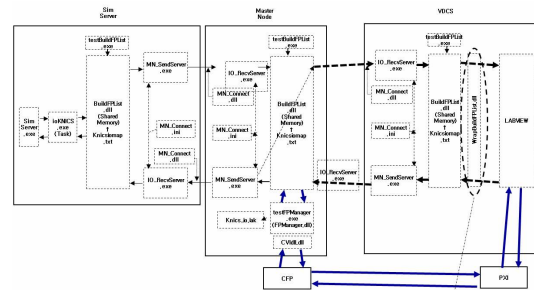 Sim
Server
Master
Node
VDCS
testBuildFPList
.exe
MN_SendServer
.exe
BuildFPList
.dll
(Shared
Memory)
↑
Knicsiomap
.txt
Sim
Server
.exe
ioKNICS
.exe
(Task)
MN_Connect
.ini
MN_Connect
.dll
IO_RecvServer
.exe
testBuildFPList
.exe
IO_RecvServer
.exe
MN_Connect
.dll
BuildFPList
.dll
(Shared
Memory)
↑
Knicsiomap
.txt
MN_Connect
.ini
MN_SendServer
.exe
Knics_io_lak
testFPManager
.exe
(FPManager.dll)
CVIdll.dll
IO_RecvServer
.exe
testBuildFPList
.exe
IO_RecvServer
.exe
MN_Connect
.dll
BuildFPList
.dll
(Shared
Memory)
↑
Knicsiomap
.txt
MN_Connect
.ini
MN_SendServer
.exe
WrapBuildFPList.dll
LABVIEW
CFP
PXI